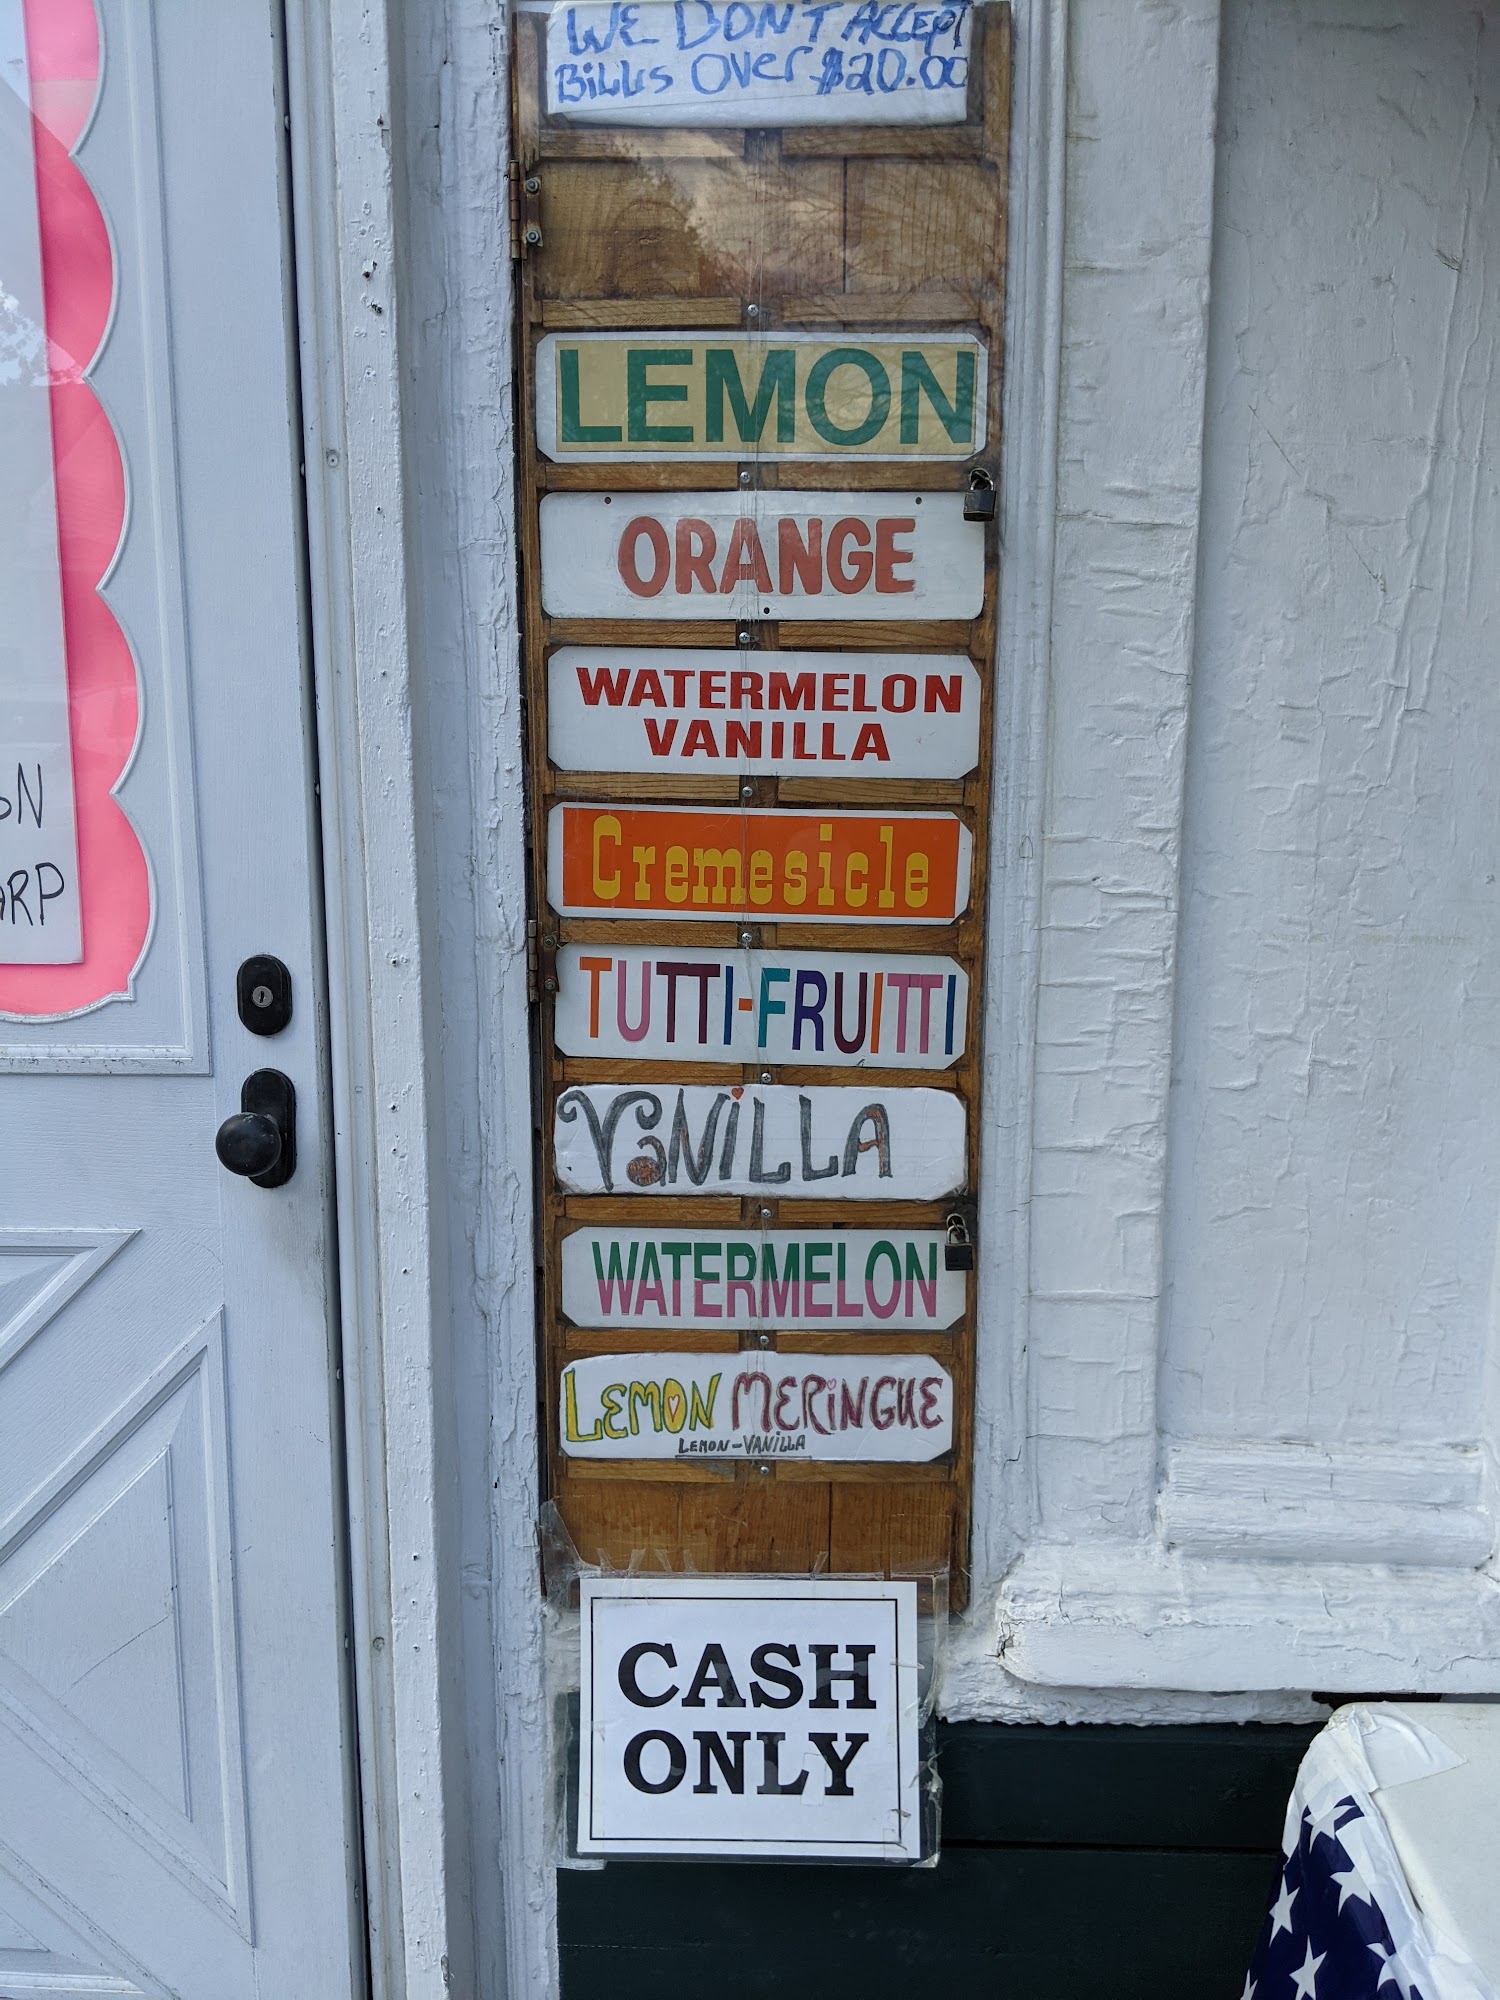 WE DON'T ACCEPT
BILLS OVER $20.00
LEMON
ORANGE
WATERMELON
VANILLA
Cremesicle
TUTTI-FRUITTI
VANILLA
WATERMELON
LEMON MERINGUE
LEMON-VANILLA
CASH
ONLY